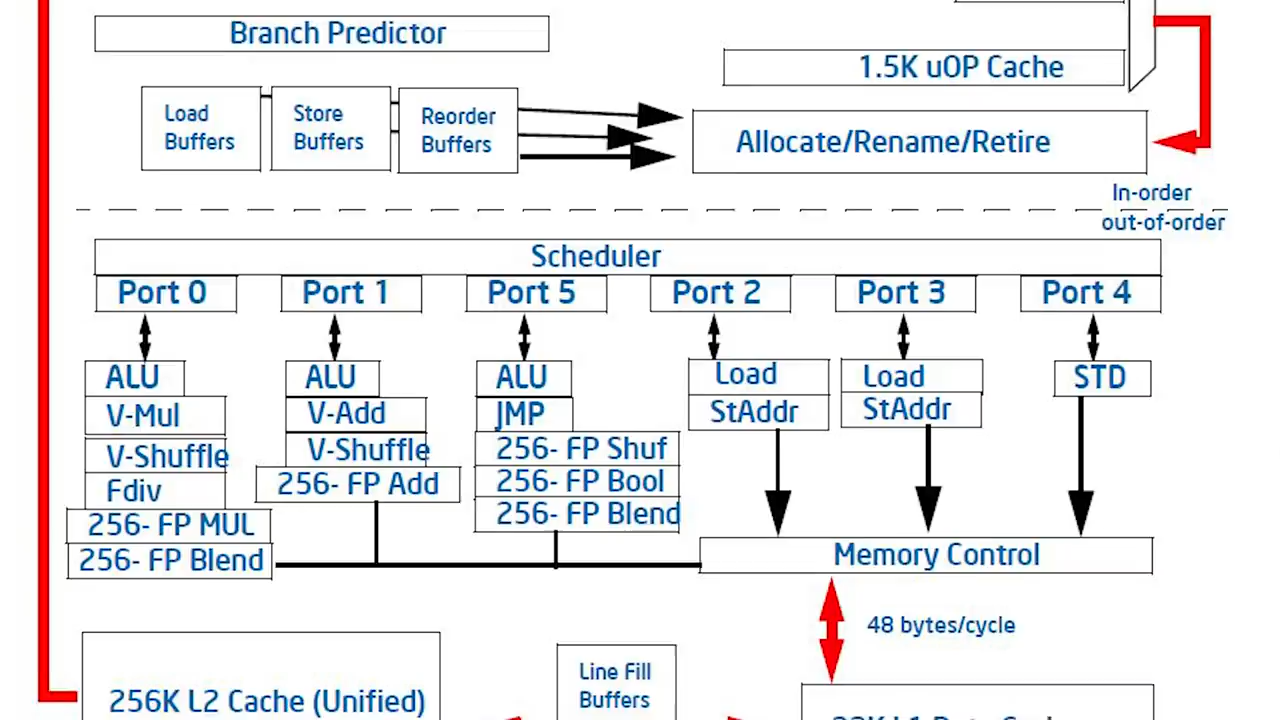 Branch Predictor
1.5K uOP Cache
Load
Buffers
Store
Buffers
Reorder
Buffers
Allocate/Rename/Retire
In-order
out-of-order
Scheduler
Port 0
Port 1
Port 5
Port 2
Port 3
Port 4
ALU
V-Mul
V-Shuffle
Fdiv
256- FP MUL
256- FP Blend
ALU
V-Add
V-Shuffle
256- FP Add
ALU
JMP
256- FP Shuf
256- FP Bool
256- FP Blend
Load
StAddr
Load
StAddr
STD
Memory Control
48 bytes/cycle
256K L2 Cache (Unified)
Line Fill
Buffers